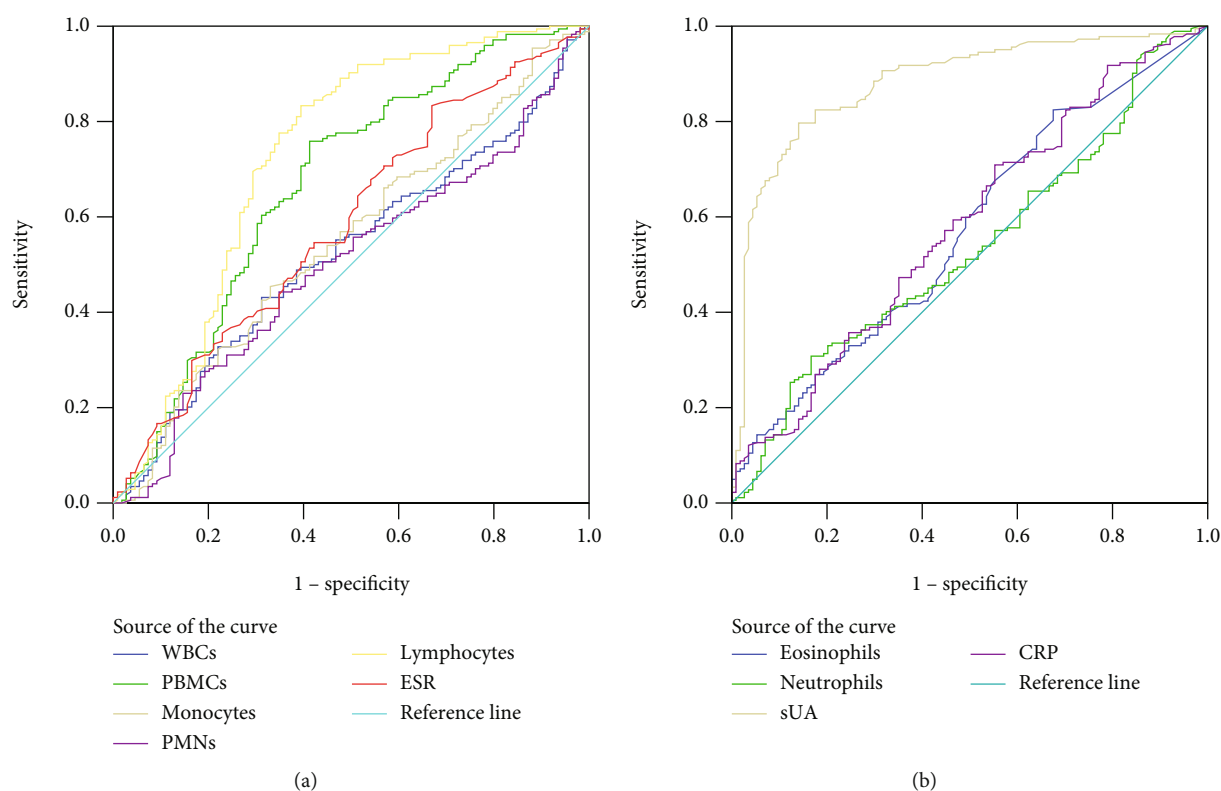 1.0
0.8
0.6
0.4
0.2
0.0
Sensitivity
0.0 0.2 0.4 0.6 0.8 1.0
1 – specificity
Source of the curve
WBCs
PBMCs
Monocytes
PMNs
Lymphocytes
ESR
Reference line
(a)
1.0
0.8
0.6
0.4
0.2
0.0
Sensitivity
0.0 0.2 0.4 0.6 0.8 1.0
1 – specificity
Source of the curve
Eosinophils
Neutrophils
sUA
CRP
Reference line
(b)